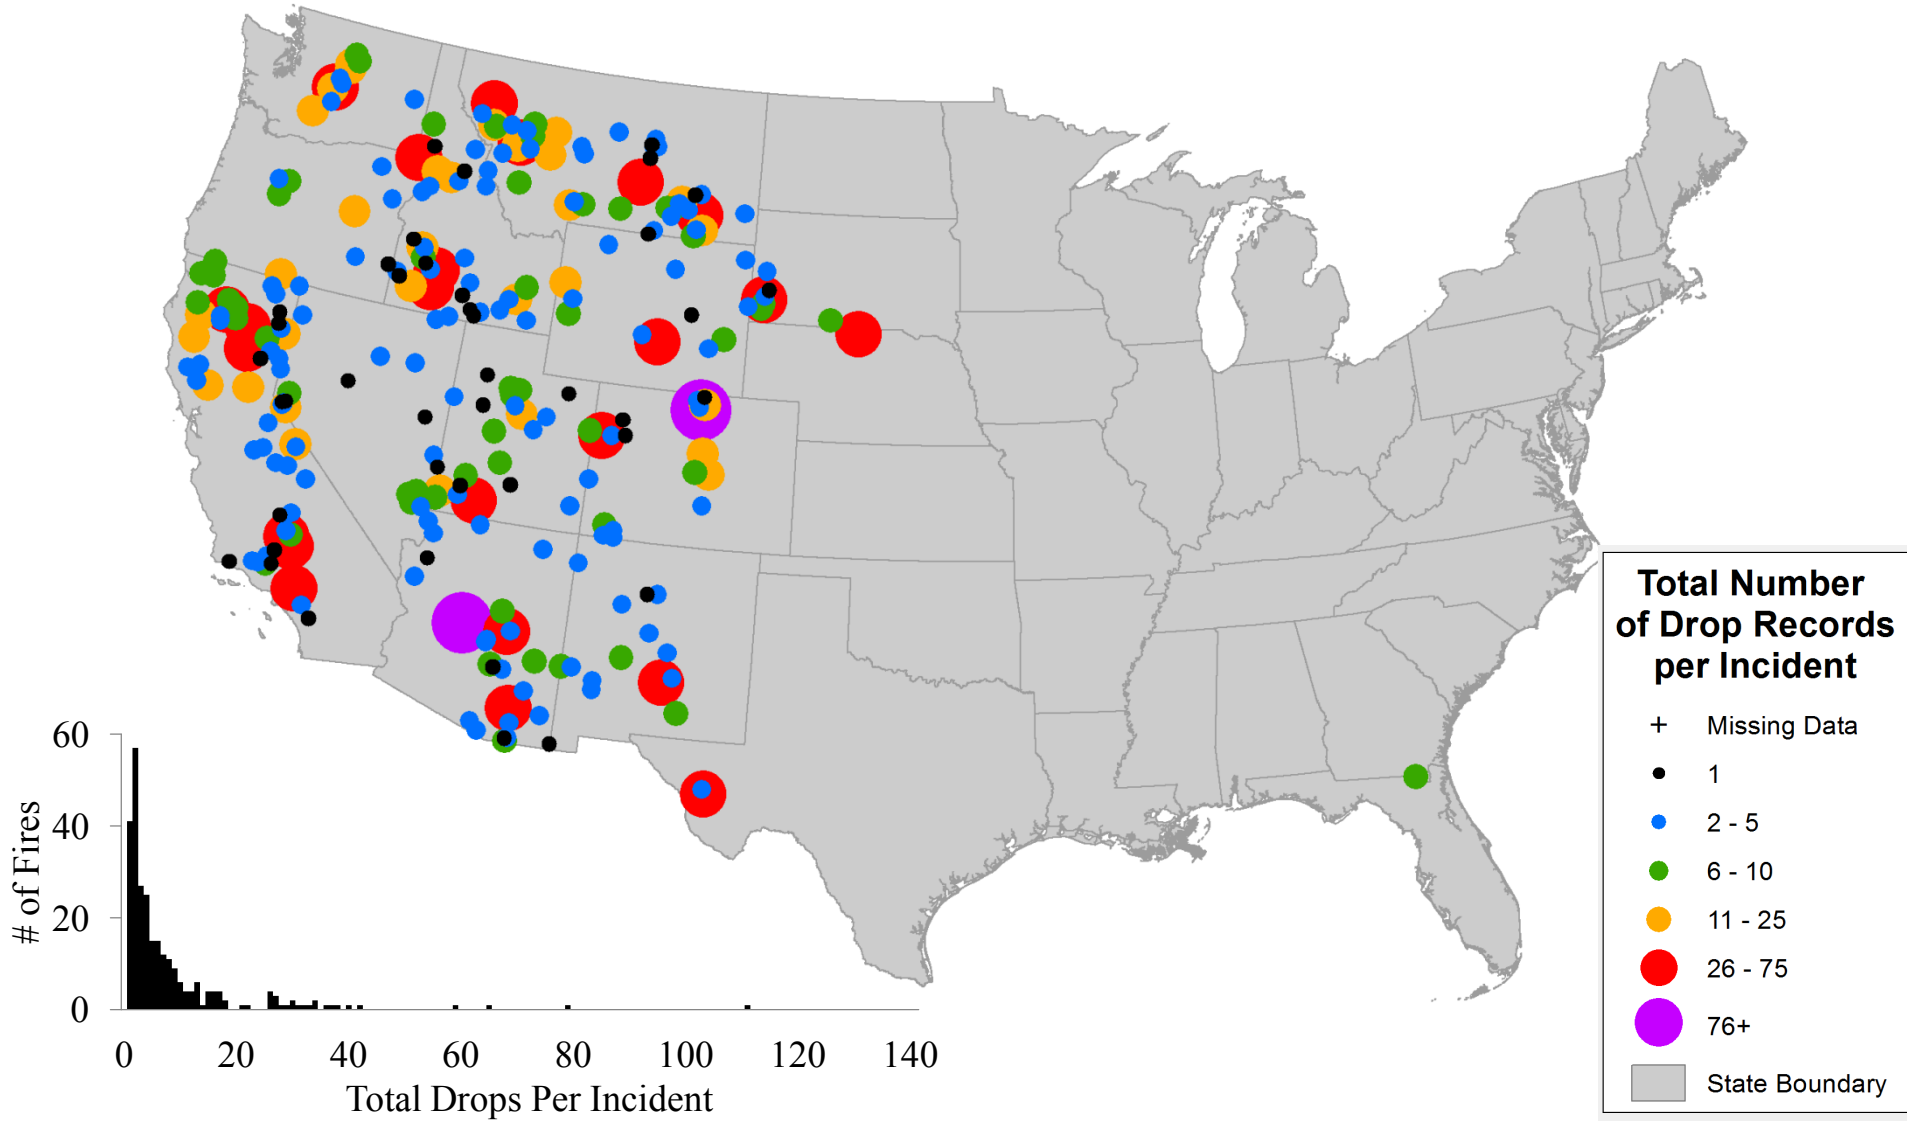 Total Number
of Drop Records
per Incident
Missing Data
1
2 - 5
6 - 10
11 - 25
26 - 75
76+
State Boundary
60
40
20
0
# of Fires
0 20 40 60 80 100 120 140
Total Drops Per Incident